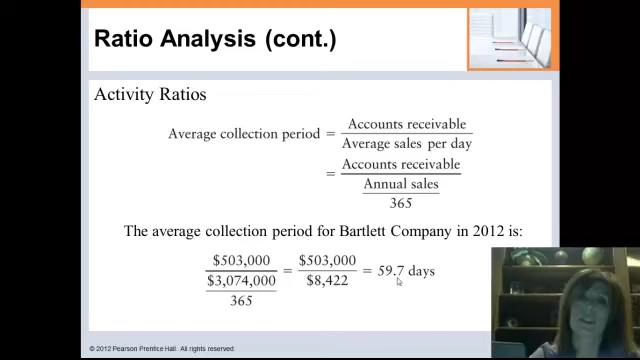 Ratio Analysis (cont.)
Activity Ratios
Average collection period = Accounts receivable
Average sales per day
= Accounts receivable
Annual sales
365
The average collection period for Bartlett Company in 2012 is:
$503,000
$3,074,000
365
= $503,000
$8,422
= 59.7 days
© 2012 Pearson Prentice Hall. All rights reserved.